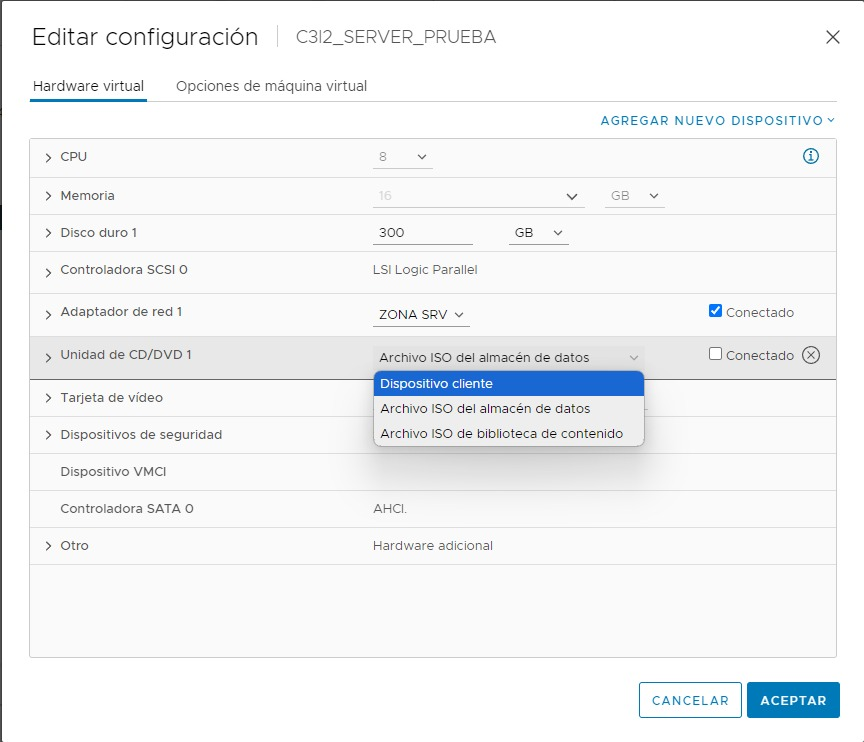 Editar configuración C3I2_SERVER_PRUEBA
Hardware virtual Opciones de máquina virtual
AGREGAR NUEVO DISPOSITIVO
CPU 8
Memoria 16 GB
Disco duro 1 300 GB
Controladora SCSI 0 LSI Logic Parallel
Adaptador de red 1 ZONA SRV Conectado
Unidad de CD/DVD 1 Archivo ISO del almacén de datos Conectado
Dispositivo cliente
Tarjeta de vídeo Archivo ISO del almacén de datos
Dispositivos de seguridad Archivo ISO de biblioteca de contenido
Dispositivo VMCI
Controladora SATA 0 AHCI.
Otro Hardware adicional
CANCELAR ACEPTAR